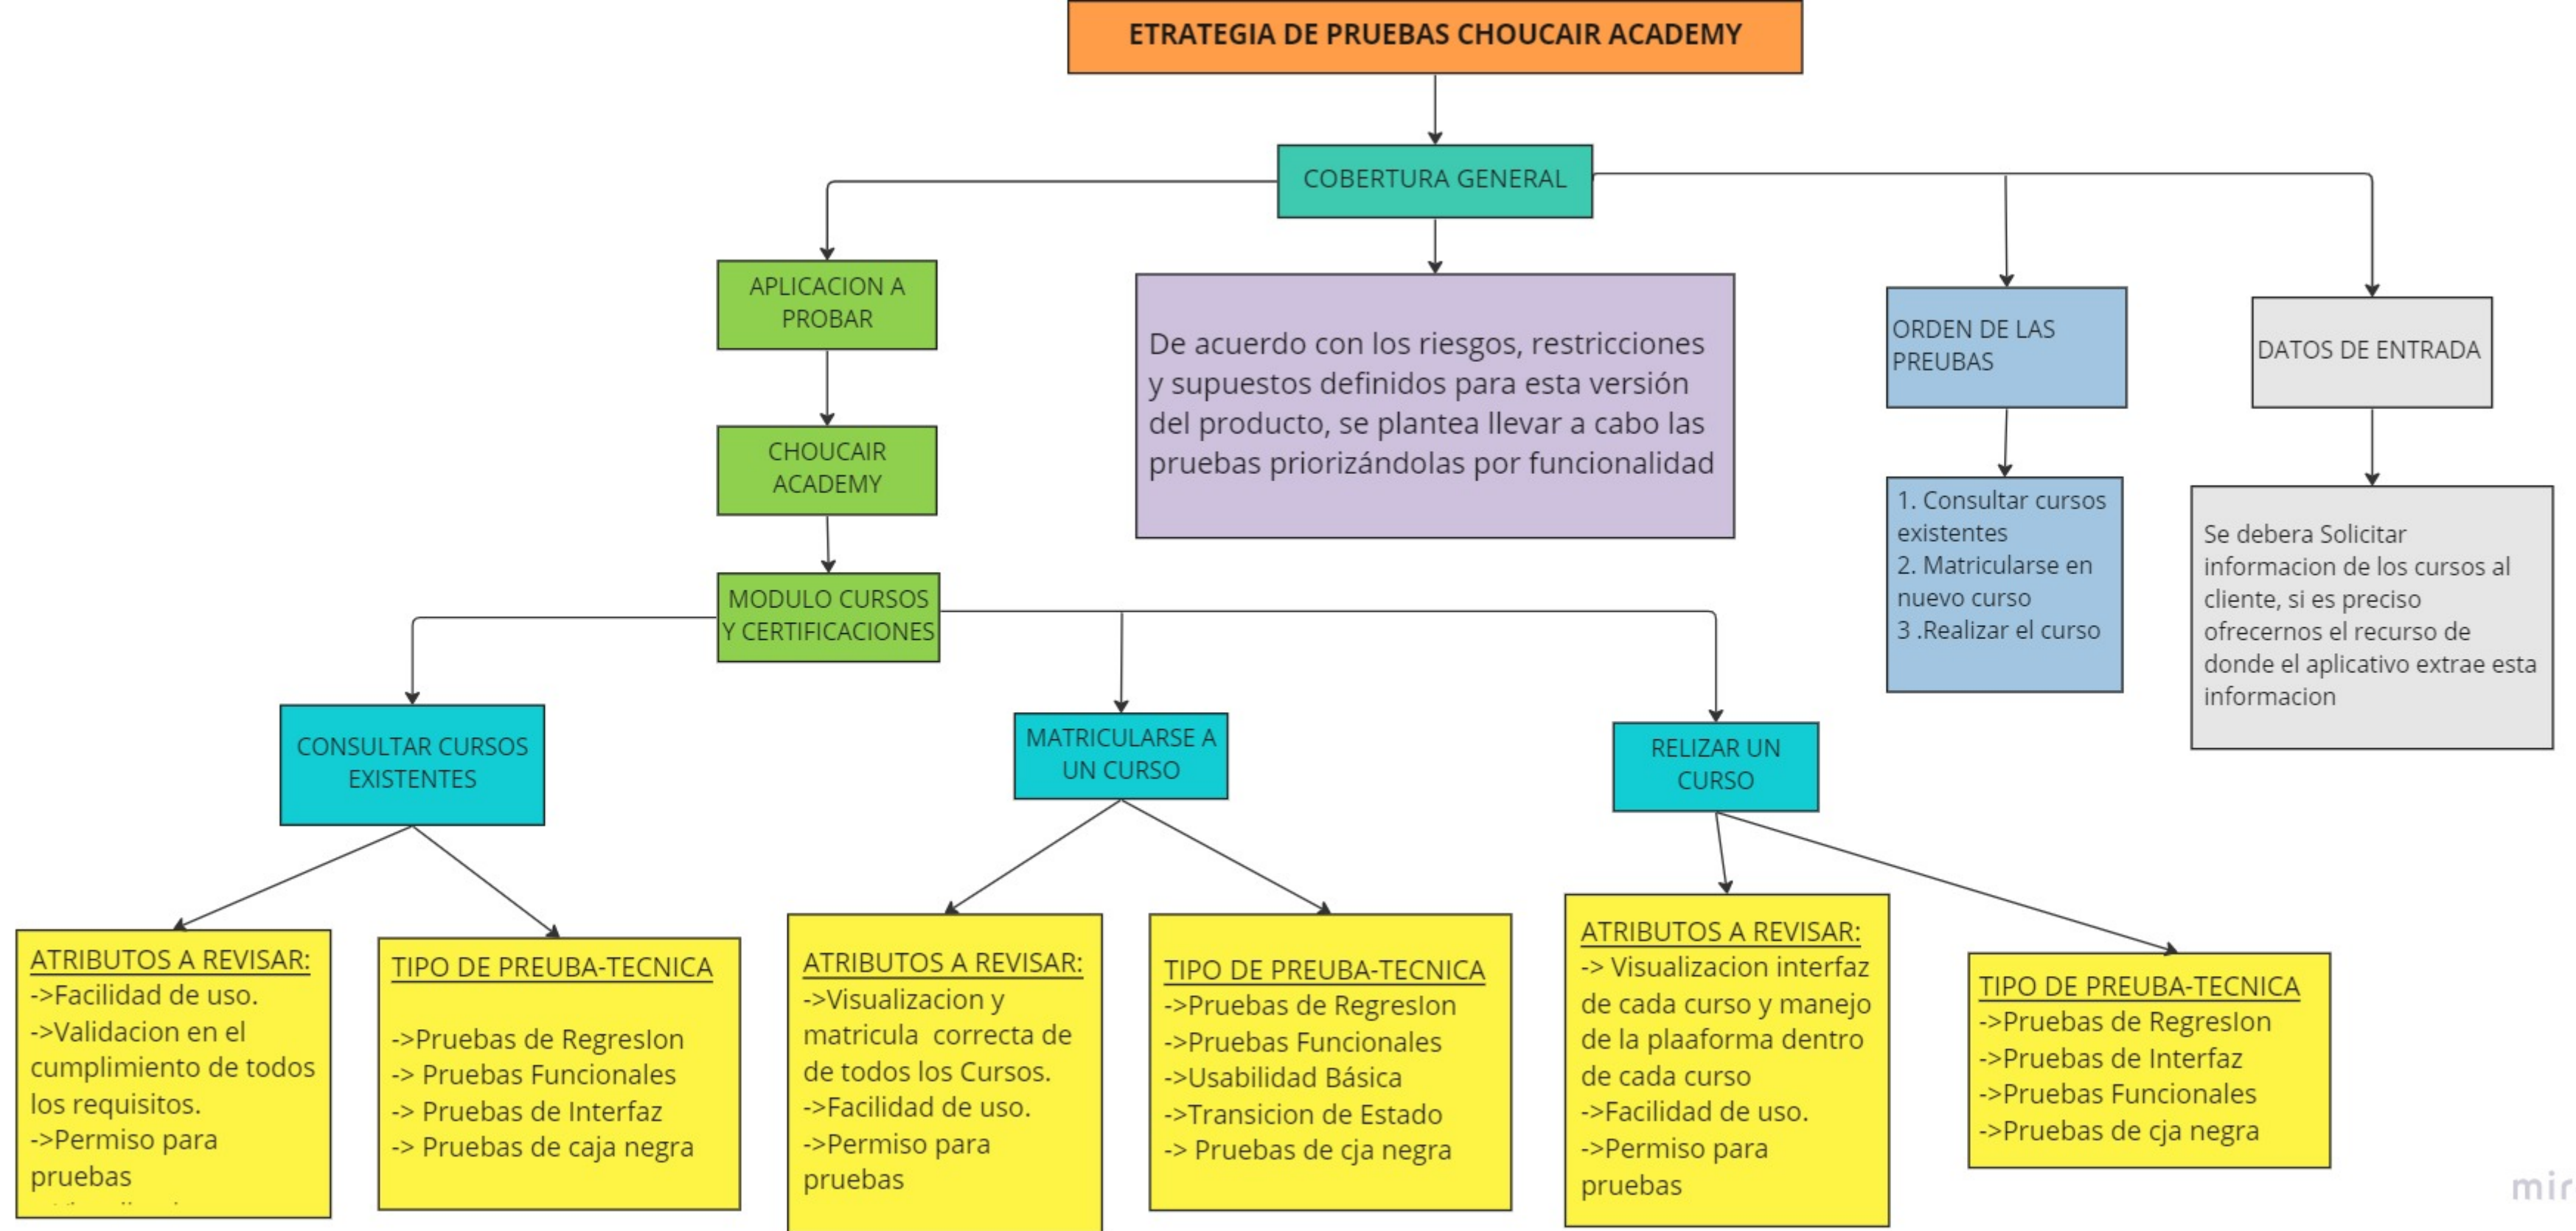 ETRATEGIA DE PRUEBAS CHOUCAIR ACADEMY
COBERTURA GENERAL
APLICACION A
PROBAR
CHOUCAIR
ACADEMY
MODULO CURSOS
Y CERTIFICACIONES
De acuerdo con los riesgos, restricciones
y supuestos definidos para esta versión
del producto, se plantea llevar a cabo las
pruebas priorizándolas por funcionalidad
ORDEN DE LAS
PREUBAS
1. Consultar cursos
existentes
2. Matricularse en
nuevo curso
3 .Realizar el curso
DATOS DE ENTRADA
Se debera Solicitar
informacion de los cursos al
cliente, si es preciso
ofrecernos el recurso de
donde el aplicativo extrae esta
informacion
CONSULTAR CURSOS
EXISTENTES
MATRICULARSE A
UN CURSO
RELIZAR UN
CURSO
ATRIBUTOS A REVISAR:
->Facilidad de uso.
->Validacion en el
cumplimiento de todos
los requisitos.
->Permiso para
pruebas
TIPO DE PREUBA-TECNICA
->Pruebas de RegresIon
-> Pruebas Funcionales
-> Pruebas de Interfaz
-> Pruebas de caja negra
ATRIBUTOS A REVISAR:
->Visualizacion y
matricula  correcta de
de todos los Cursos.
->Facilidad de uso.
->Permiso para
pruebas
TIPO DE PREUBA-TECNICA
->Pruebas de RegresIon
->Pruebas Funcionales
->Usabilidad Básica
->Transicion de Estado
-> Pruebas de cja negra
ATRIBUTOS A REVISAR:
-> Visualizacion interfaz
de cada curso y manejo
de la plaaforma dentro
de cada curso
->Facilidad de uso.
->Permiso para
pruebas
TIPO DE PREUBA-TECNICA
->Pruebas de RegresIon
->Pruebas de Interfaz
->Pruebas Funcionales
->Pruebas de cja negra
mir